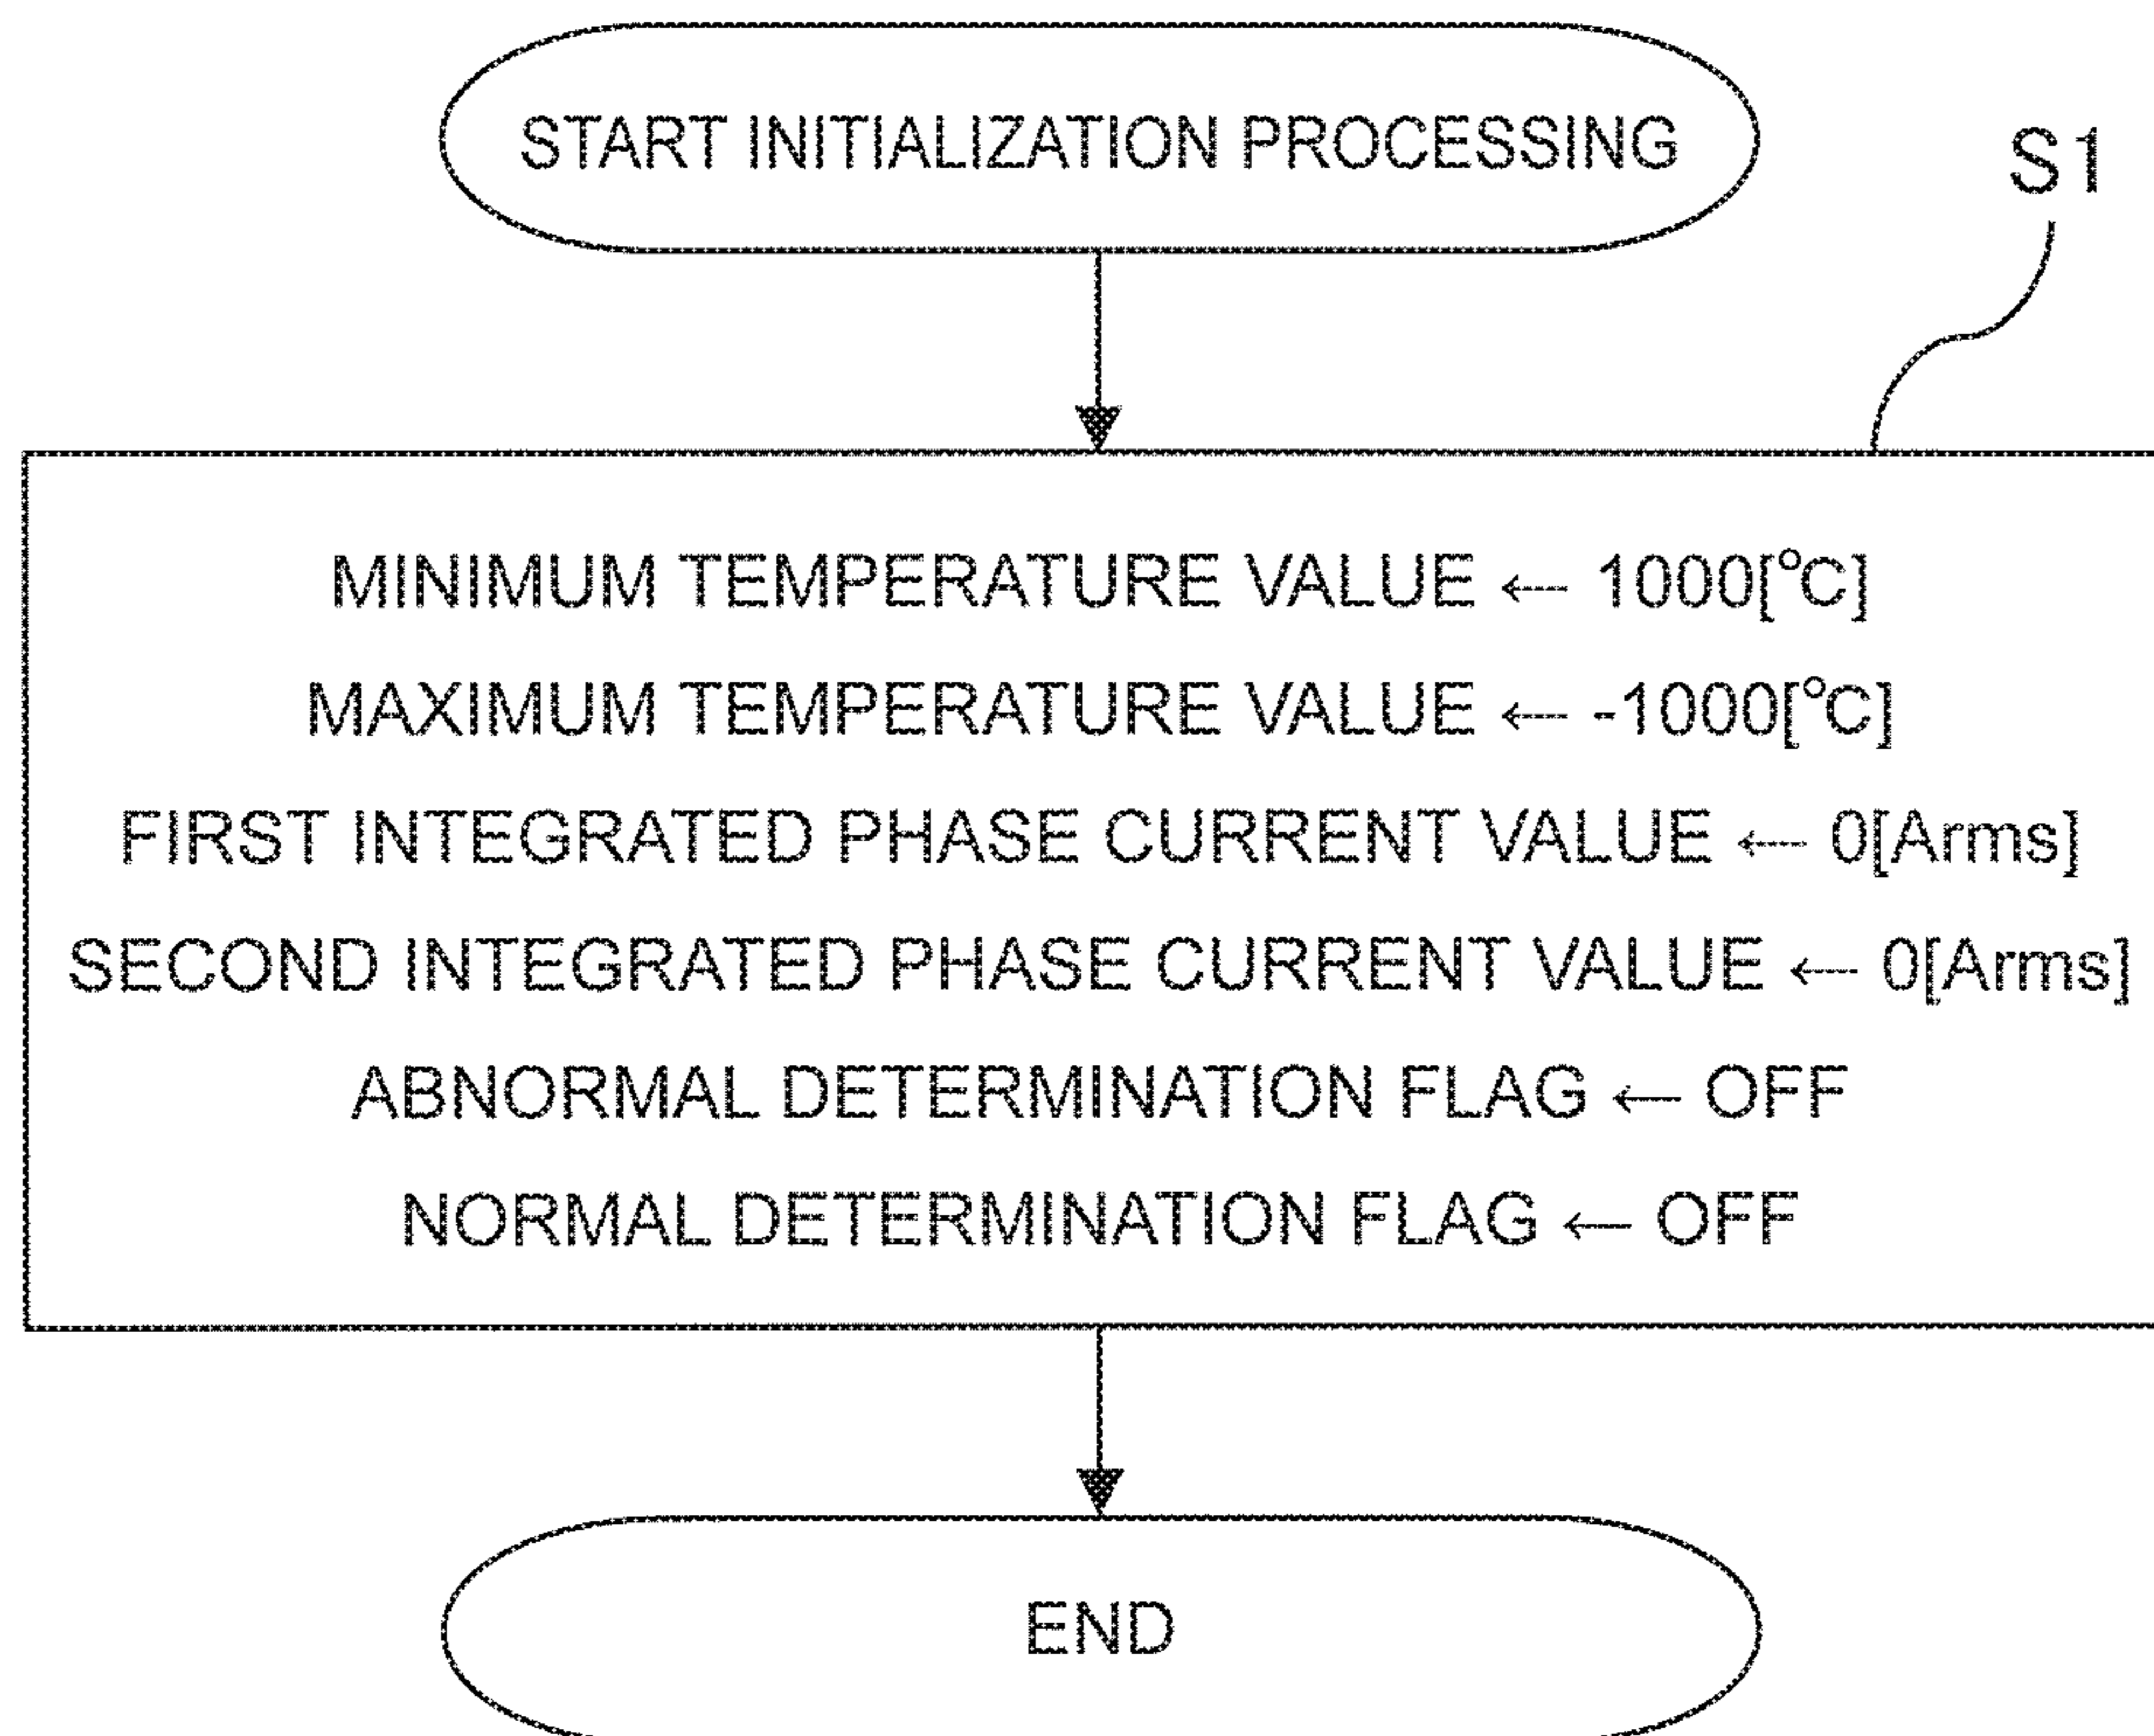 START INITIALIZATION PROCESSING
S1
MINIMUM TEMPERATURE VALUE ← 1000[°C]
MAXIMUM TEMPERATURE VALUE ← -1000[°C]
FIRST INTEGRATED PHASE CURRENT VALUE ← 0[Arms]
SECOND INTEGRATED PHASE CURRENT VALUE ← 0[Arms]
ABNORMAL DETERMINATION FLAG ← OFF
NORMAL DETERMINATION FLAG ← OFF
END